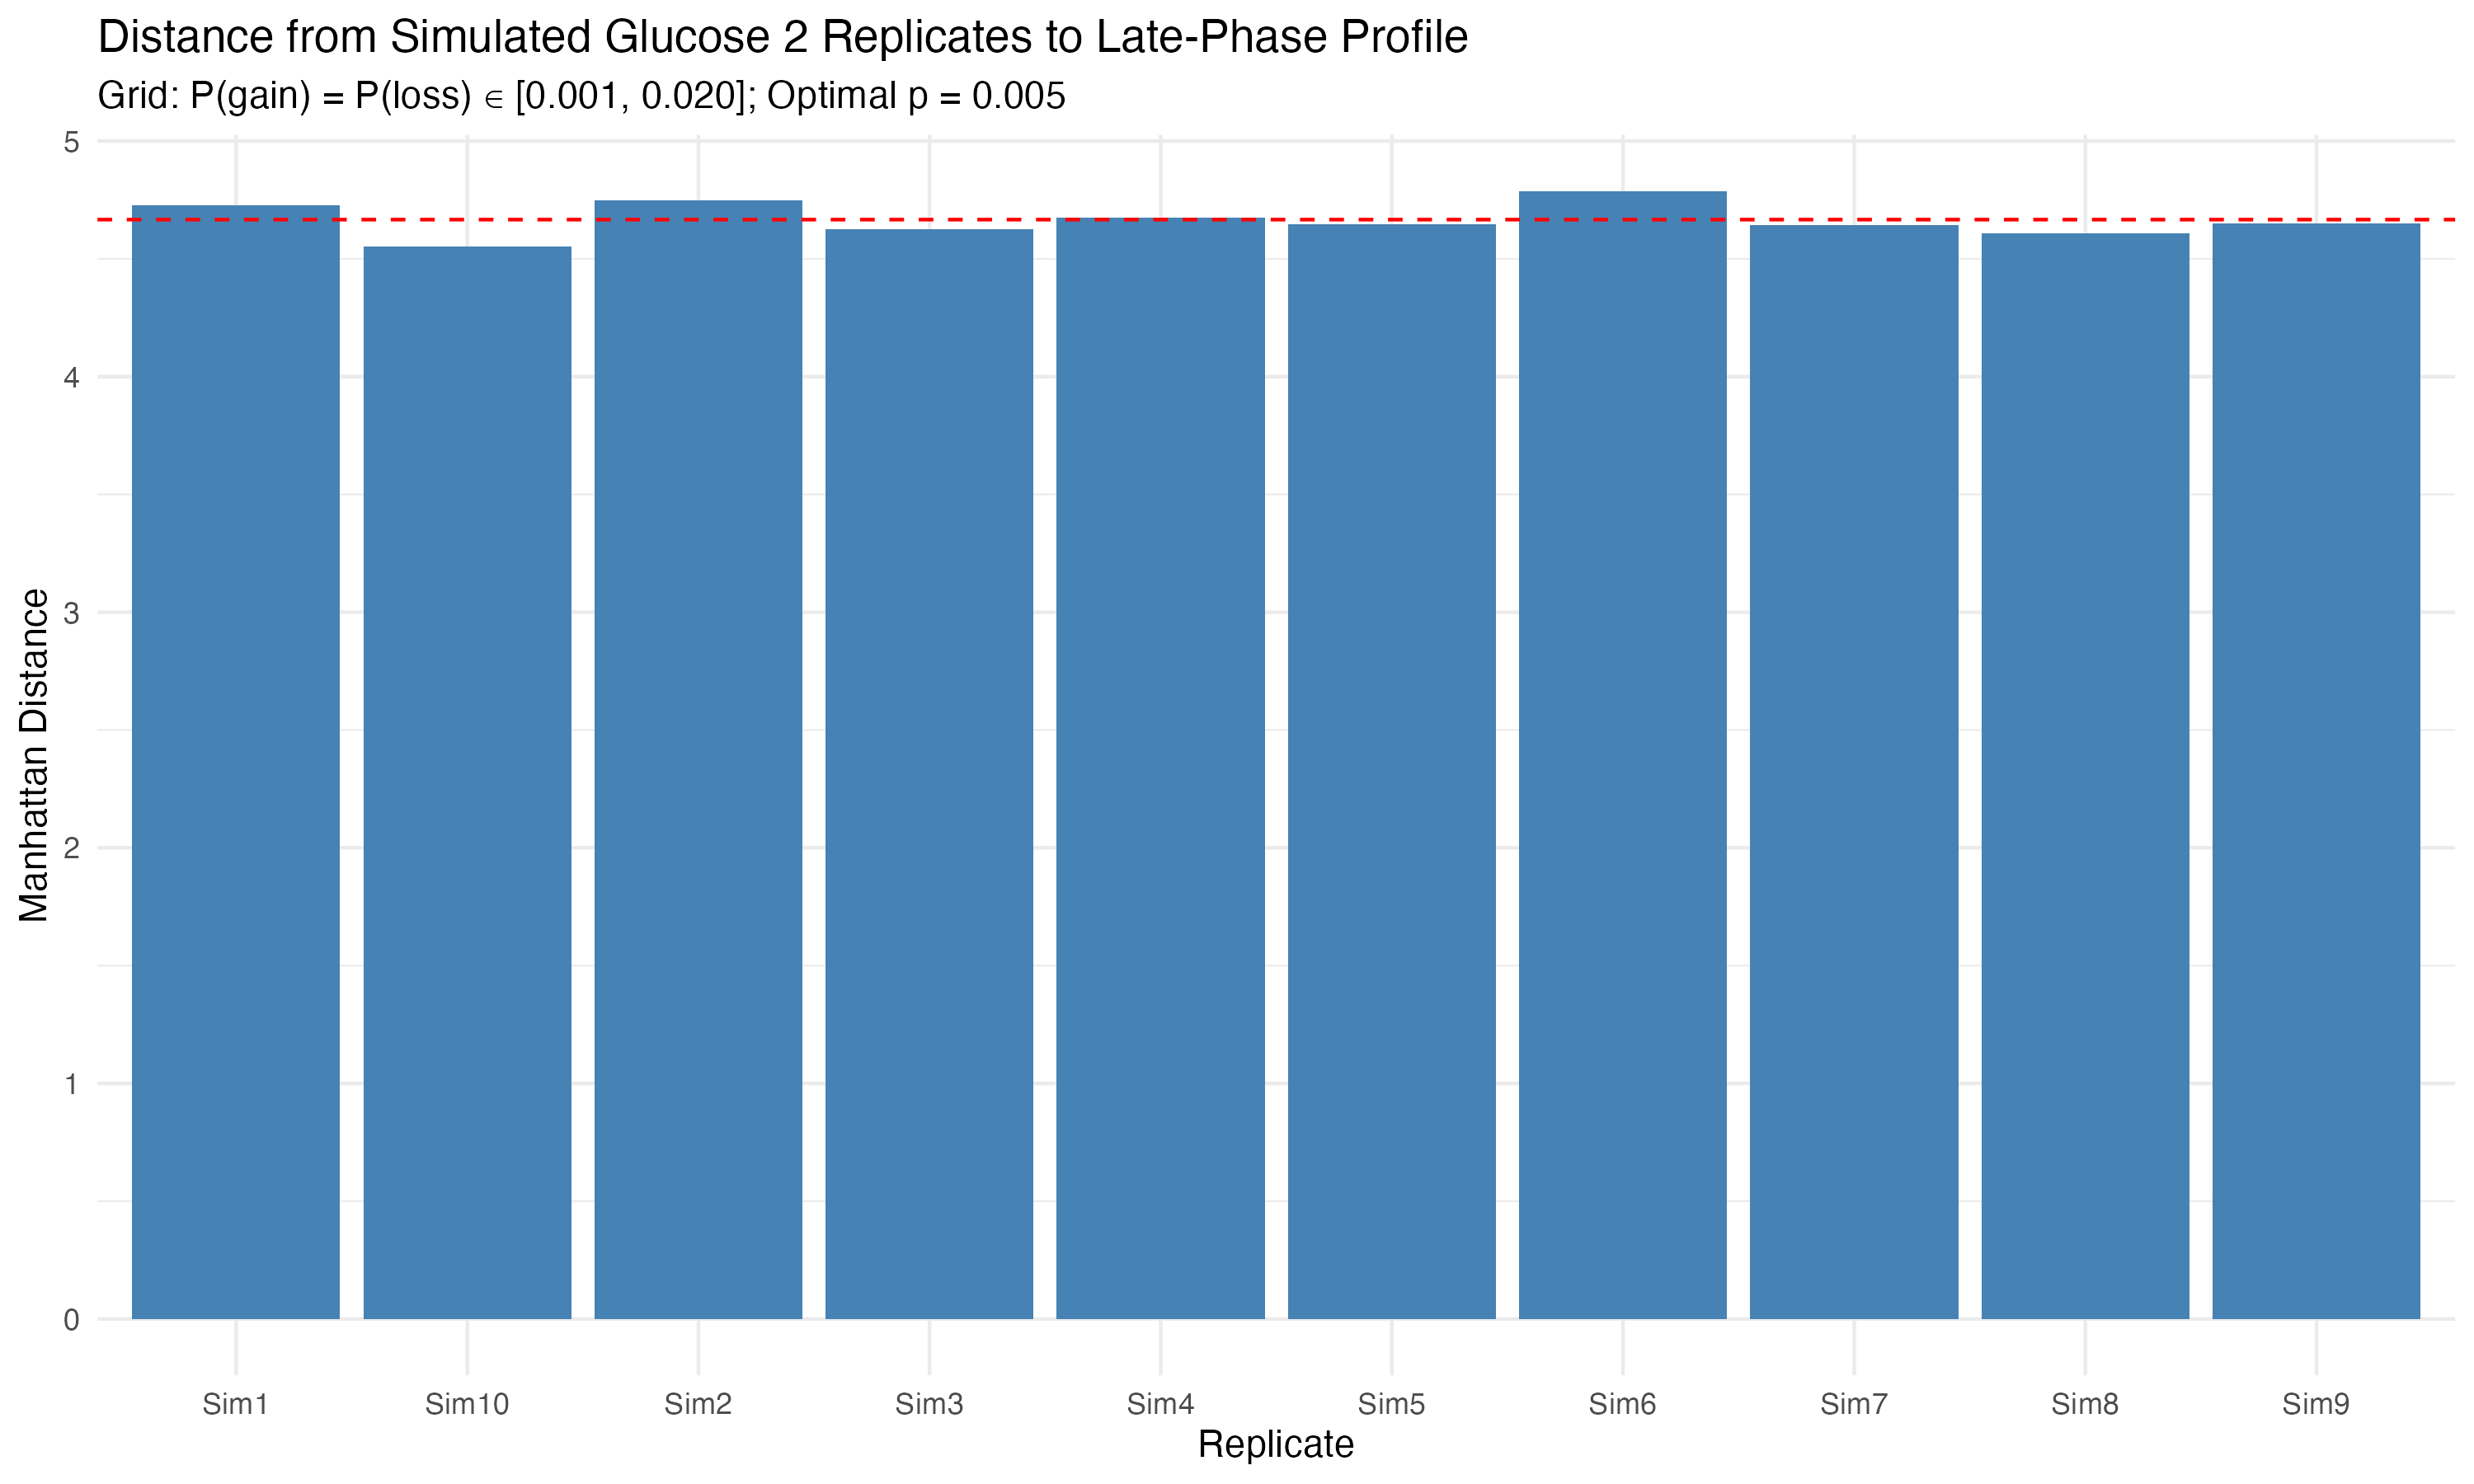 Distance from Simulated Glucose 2 Replicates to Late-Phase Profile
Grid: P(gain) = P(loss) ∈ [0.001, 0.020]; Optimal p = 0.005
5
4
3
2
1
0
Manhattan Distance
Sim1 Sim10 Sim2 Sim3 Sim4 Sim5 Sim6 Sim7 Sim8 Sim9
Replicate